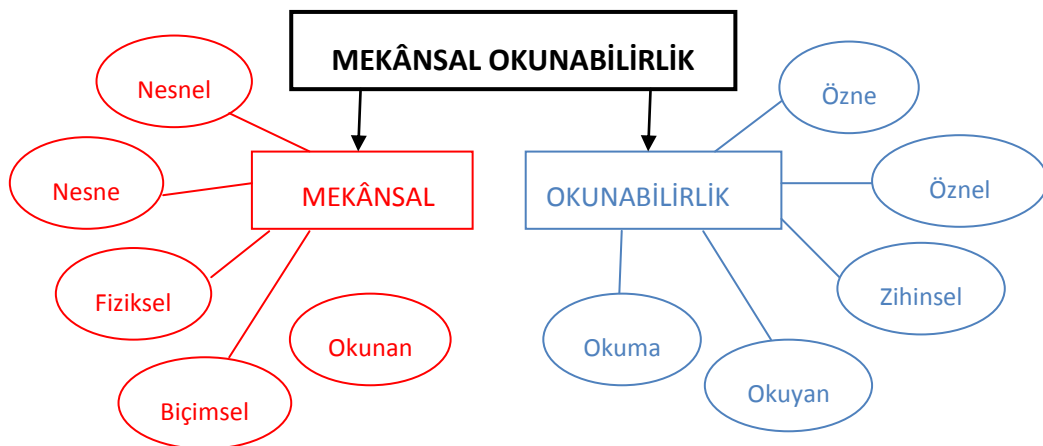 MEKÂNSAL OKUNABİLİRLİK
Nesnel
Özne
Nesne
MEKÂNSAL
OKUNABİLİRLİK
Öznel
Fiziksel
Zihinsel
Okunan
Okuma
Biçimsel
Okuyan